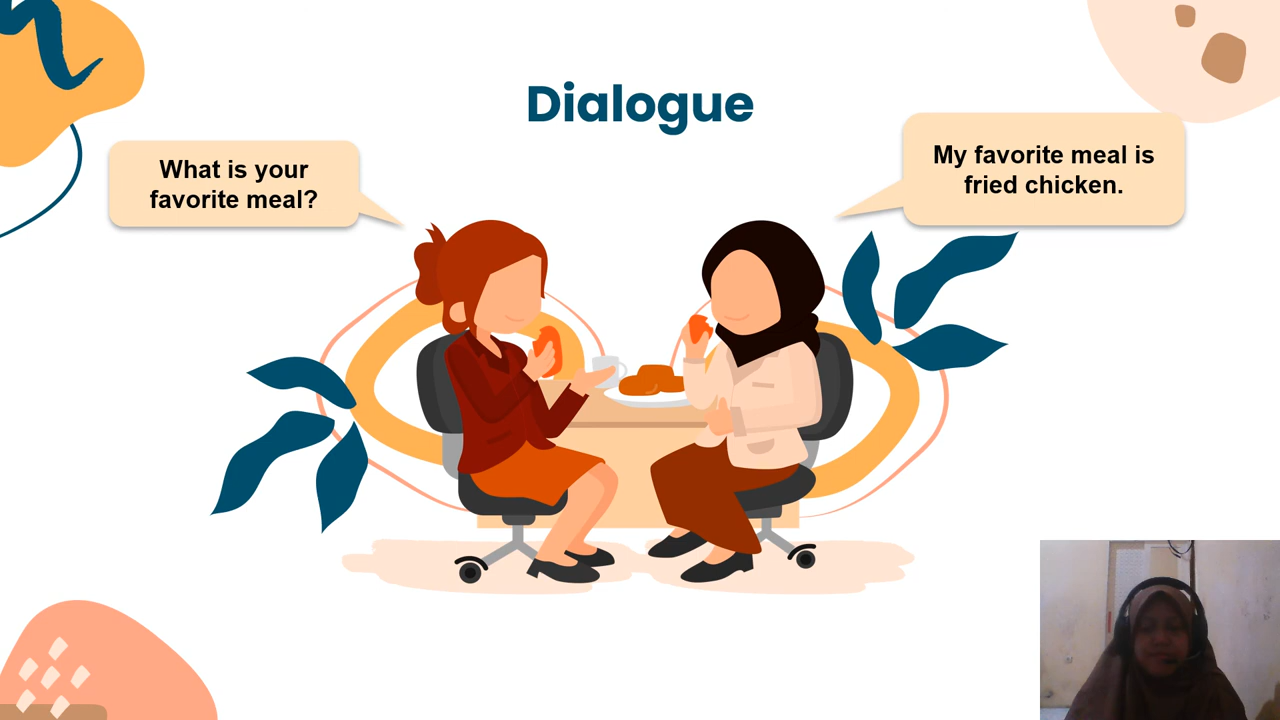 Dialogue
What is your
favorite meal?
My favorite meal is
fried chicken.